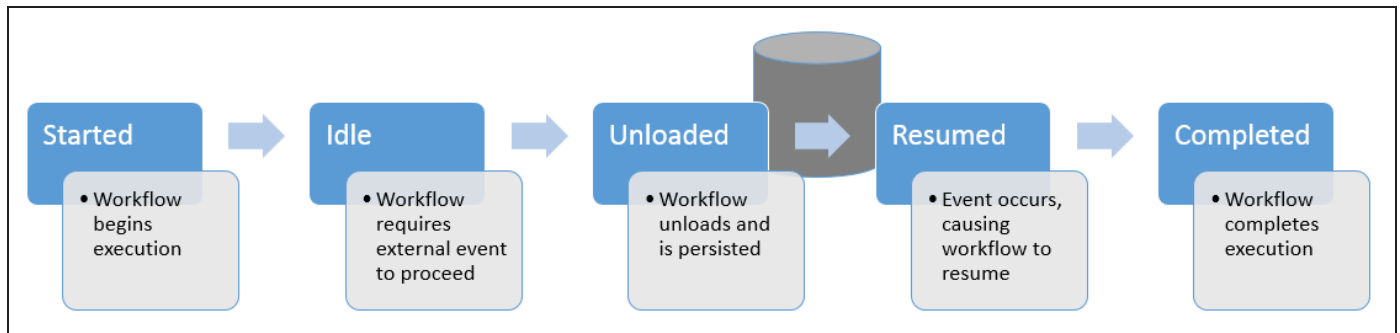 Started
• Workflow
begins
execution
Idle
• Workflow
requires
external event
to proceed
Unloaded
• Workflow
unloads and
is persisted
Resumed
• Event occurs,
causing
workflow to
resume
Completed
• Workflow
completes
execution